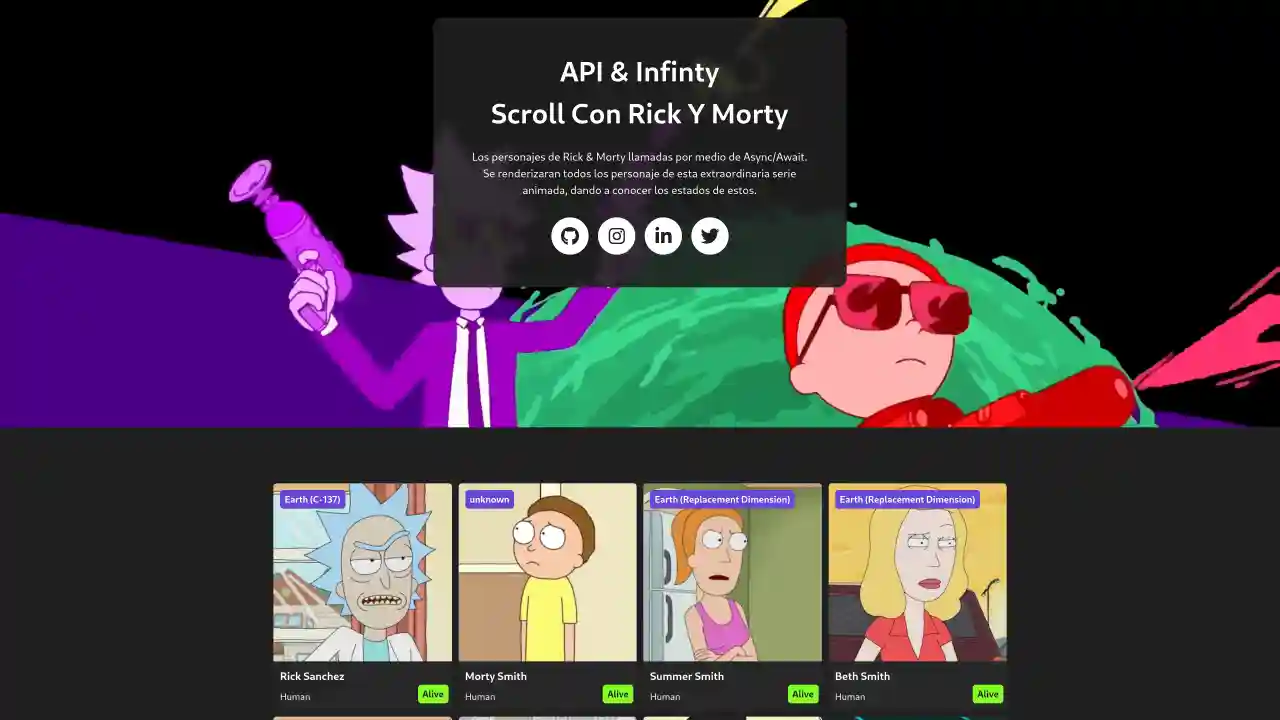 API & Infinty
Scroll Con Rick Y Morty
Los personajes de Rick & Morty llamadas por medio de Async/Await.
Se renderizaran todos los personaje de esta extraordinaria serie
animada, dando a conocer los estados de estos.
in
Earth (C-137)
unknown
Earth (Replacement Dimension)
Earth (Replacement Dimension)
Rick Sanchez
Human
Alive
Morty Smith
Human
Alive
Summer Smith
Human
Alive
Beth Smith
Human
Alive